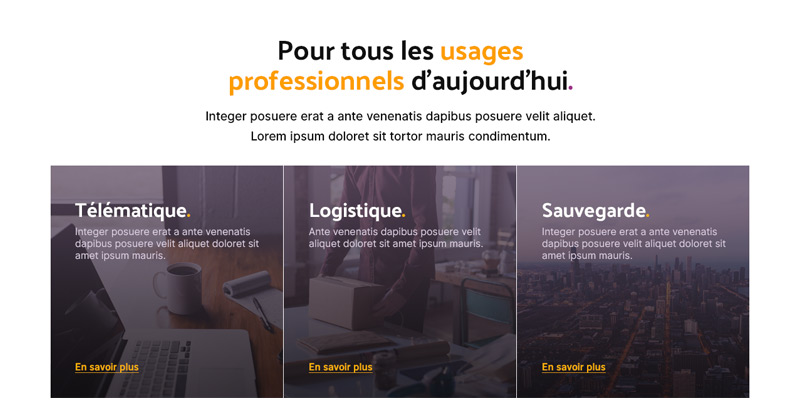 Pour tous les usages
professionnels d'aujourd'hui.
Integer posuere erat a ante venenatis dapibus posuere velit aliquet.
Lorem ipsum doloret sit tortor mauris condimentum.
Télématique.
Integer posuere erat a ante venenatis
dapibus posuere velit aliquet doloret sit
amet ipsum mauris.
En savoir plus
Logistique.
Ante venenatis dapibus posuere velit
aliquet doloret sit amet ipsum mauris.
En savoir plus
Sauvegarde.
Integer posuere erat a ante venenatis
dapibus posuere velit aliquet doloret sit
amet ipsum mauris.
En savoir plus